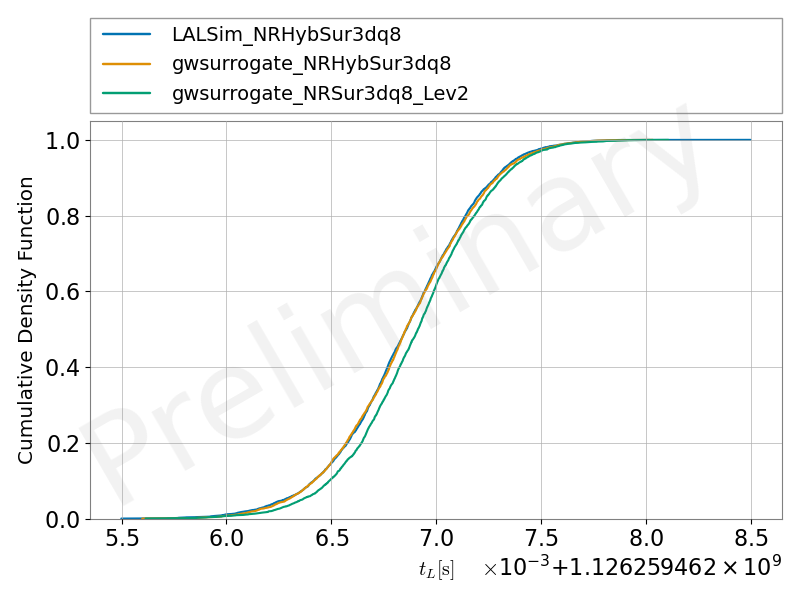 LALSim_NRHybSur3dq8
gwsurrogate_NRHybSur3dq8
gwsurrogate_NRSur3dq8_Lev2
Preliminary
Cumulative Density Function
1.0
0.8
0.6
0.4
0.2
0.0
5.5 6.0 6.5 7.0 7.5 8.0 8.5
t_L[s] ×10⁻³+1.126259462 × 10⁹